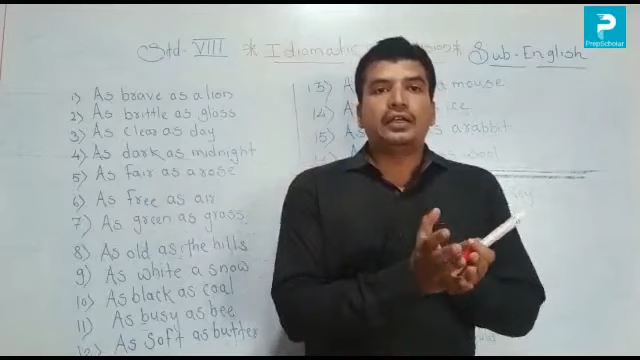 Std - VIII * Idiomatic * Sub - English
1) As brave as a lion
2) As brittle as glass
3) As clear as day
4) As dark as midnight
5) As fair as a rose
6) As free as air
7) As green as grass
8) As old as the hills
9) As white a snow
10) As black as coal
11) As busy as bee
12) As soft as butter
13) a mouse
14) ice
15) As a rabbit
wool
PrepScholar